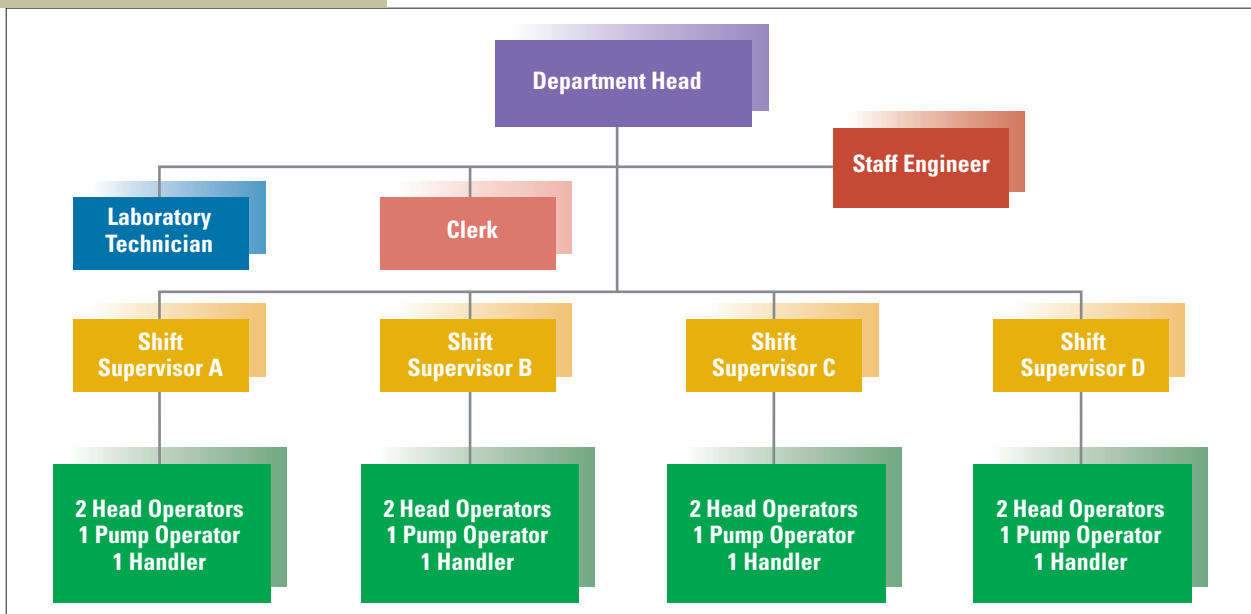 Department Head
Staff Engineer
Laboratory
Technician
Clerk
Shift
Supervisor A
Shift
Supervisor B
Shift
Supervisor C
Shift
Supervisor D
2 Head Operators
1 Pump Operator
1 Handler
2 Head Operators
1 Pump Operator
1 Handler
2 Head Operators
1 Pump Operator
1 Handler
2 Head Operators
1 Pump Operator
1 Handler